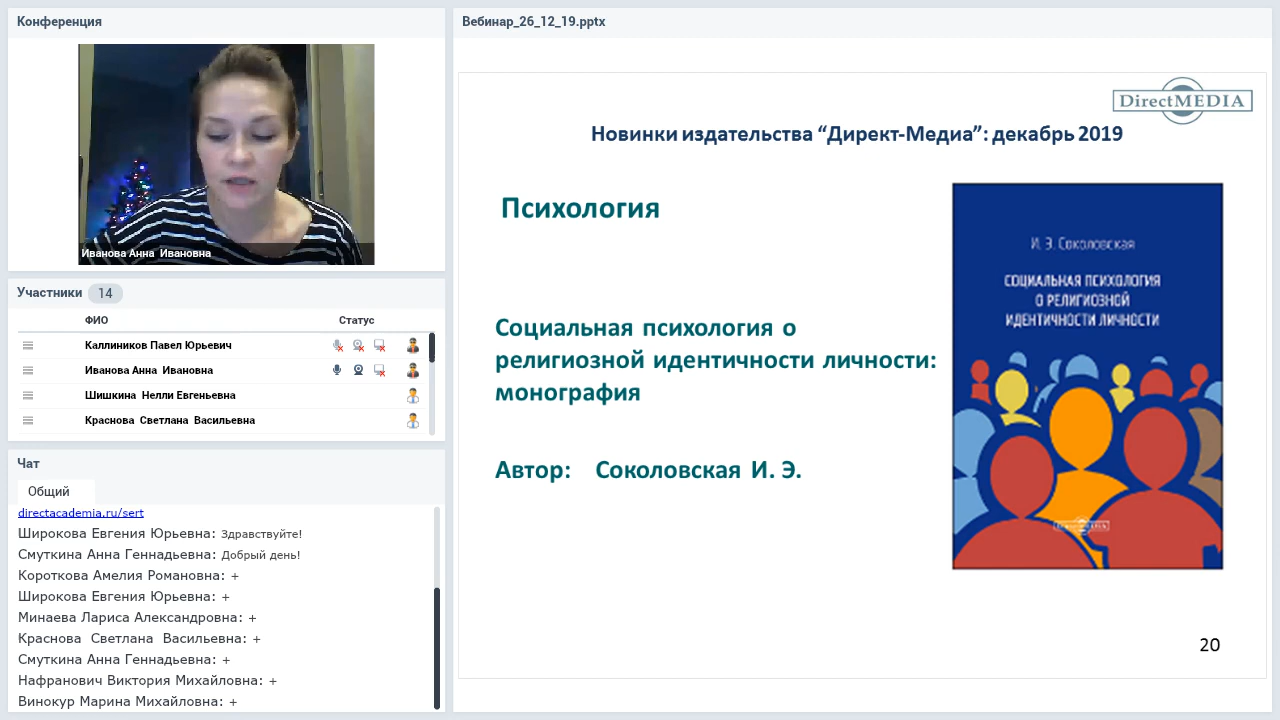 Конференция
Иванова Анна  Ивановна
Участники 14
ФИО Статус
Каллиников Павел Юрьевич
Иванова Анна  Ивановна
Шишкина  Нелли Евгеньевна
Краснова  Светлана  Васильевна
Чат
Общий
directacademia.ru/sert
Широкова Евгения Юрьевна: Здравствуйте!
Смуткина Анна Геннадьевна: Добрый день!
Короткова Амелия Романовна: +
Широкова Евгения Юрьевна: +
Минаева Лариса Александровна: +
Краснова  Светлана  Васильевна: +
Смуткина Анна Геннадьевна: +
Нафранович Виктория Михайловна: +
Винокур Марина Михайловна: +
Вебинар_26_12_19.pptx
DirectMEDIA
Новинки издательства “Директ-Медиа”: декабрь 2019
Психология
Социальная психология о
религиозной идентичности личности:
монография
Автор: Соколовская И. Э.
И. Э. Соколовская
СОЦИАЛЬНАЯ ПСИХОЛОГИЯ
О РЕЛИГИОЗНОЙ
ИДЕНТИЧНОСТИ ЛИЧНОСТИ
DirectMEDIA
20